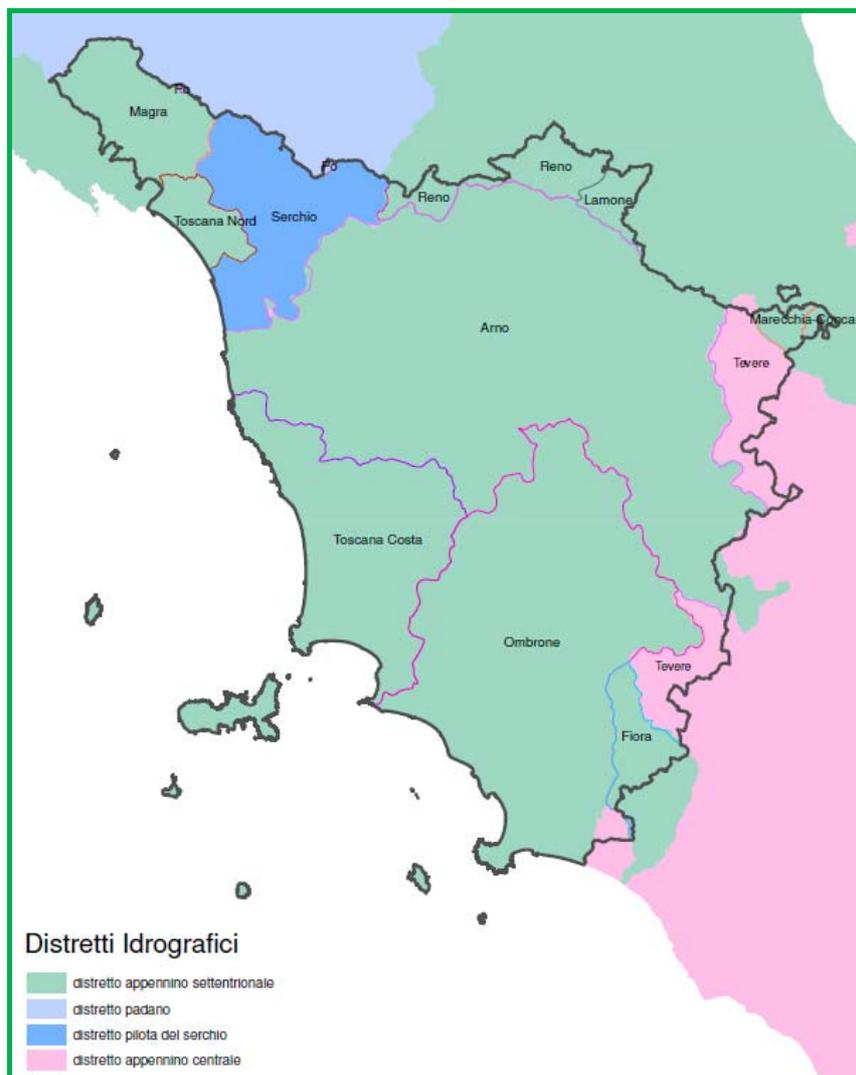 Po
Magra
Po
Reno
Reno
Lamone
Toscana Nord
Serchio
Arno
Marecchia-Conca
Tevere
Toscana Costa
Ombrone
Tevere
Fiora
Distretti Idrografici
distretto appennino settentrionale
distretto padano
distretto pilota del serchio
distretto appennino centrale